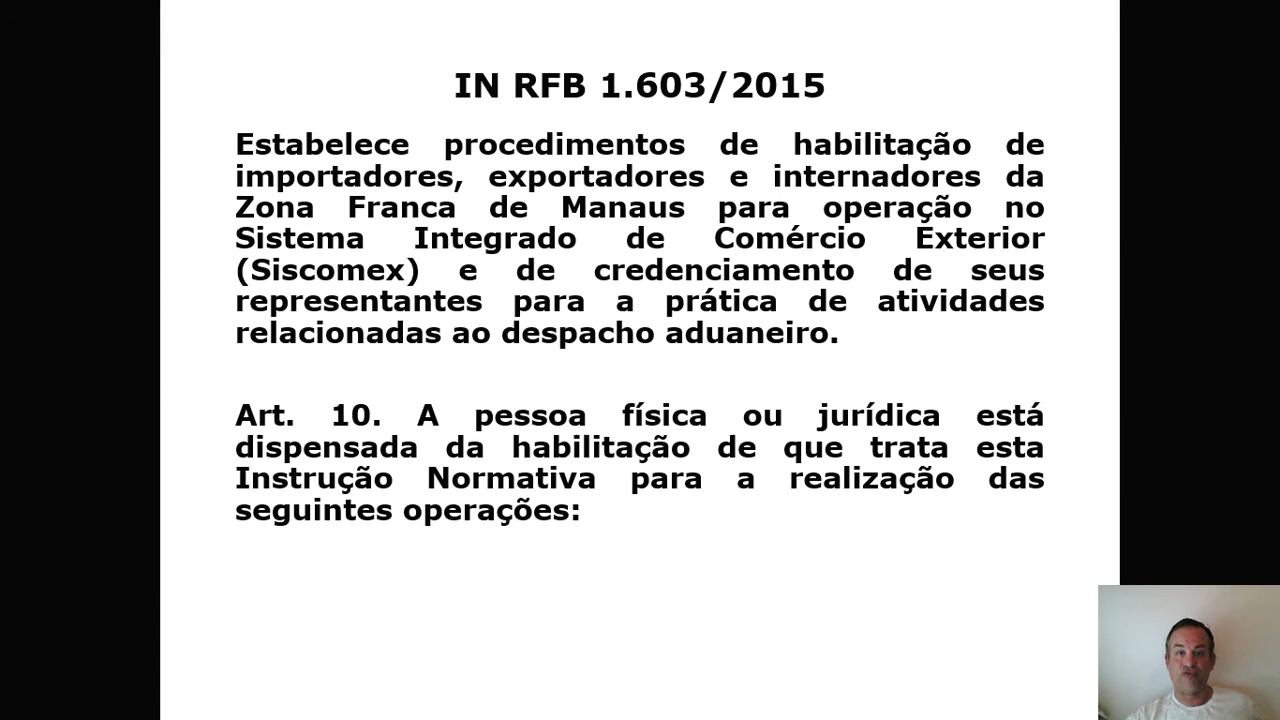 IN RFB 1.603/2015
Estabelece procedimentos de habilitação de
importadores, exportadores e internadores da
Zona Franca de Manaus para operação no
Sistema Integrado de Comércio Exterior
(Siscomex) e de credenciamento de seus
representantes para a prática de atividades
relacionadas ao despacho aduaneiro.
Art. 10. A pessoa física ou jurídica está
dispensada da habilitação de que trata esta
Instrução Normativa para a realização das
seguintes operações: